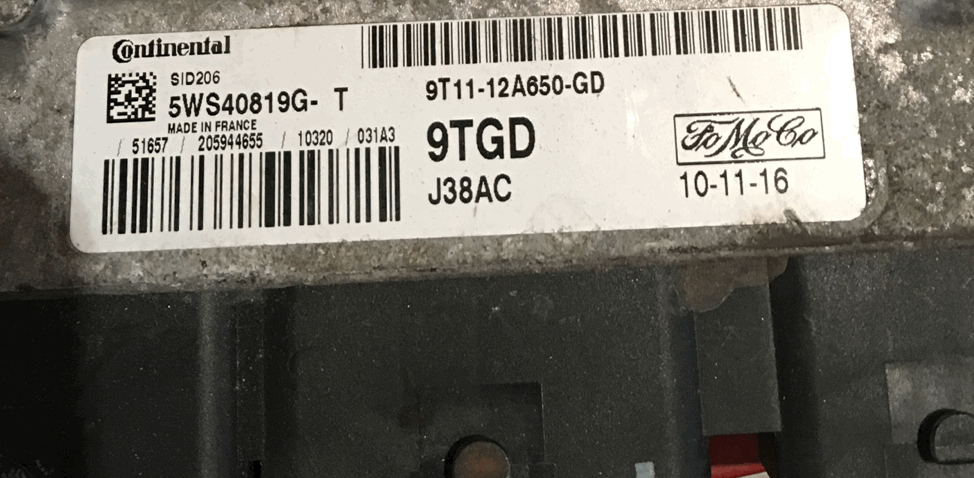 Continental
SID206
5WS40819G- T
MADE IN FRANCE
/ 51657 / 205944655 / 10320 / 031A3
9T11-12A650-GD
9TGD
J38AC
FoMoCo
10-11-16